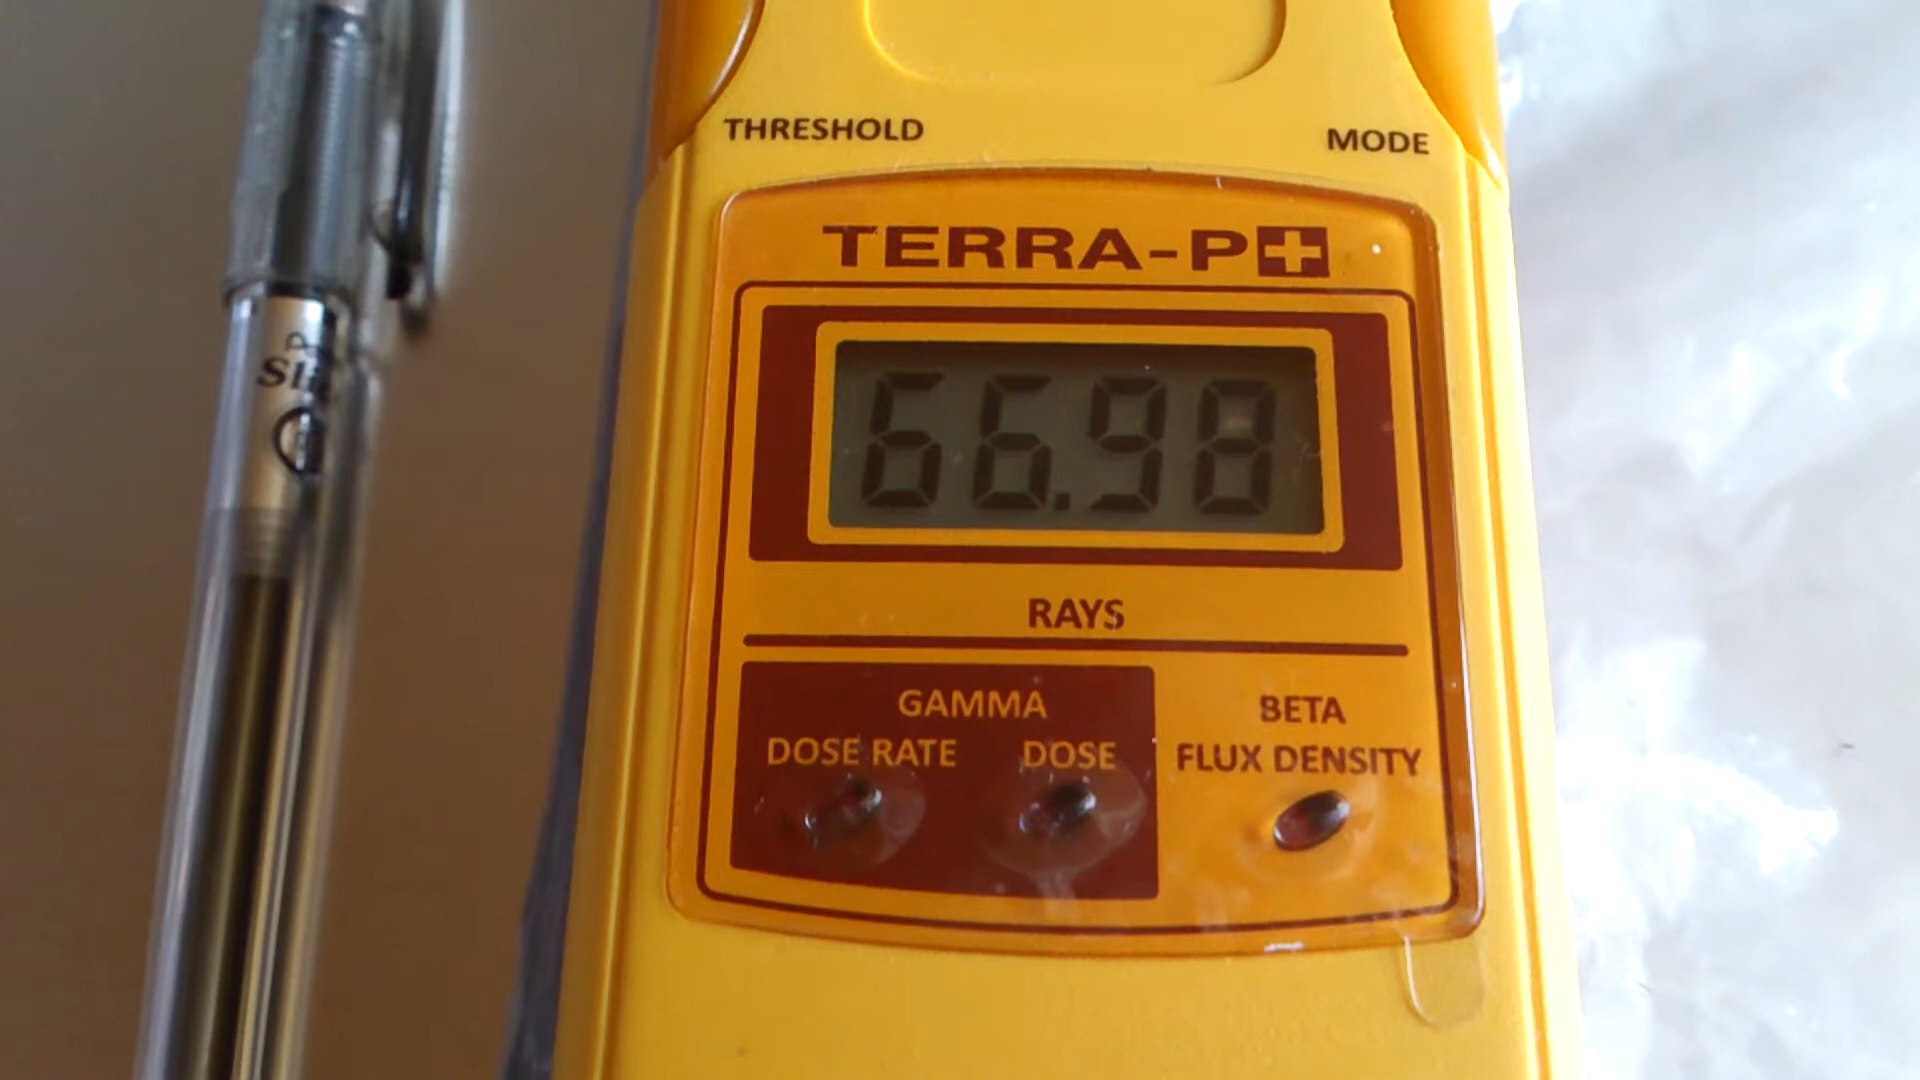 THRESHOLD
MODE
TERRA-P+
66.98
RAYS
GAMMA
DOSE RATE
DOSE
BETA
FLUX DENSITY